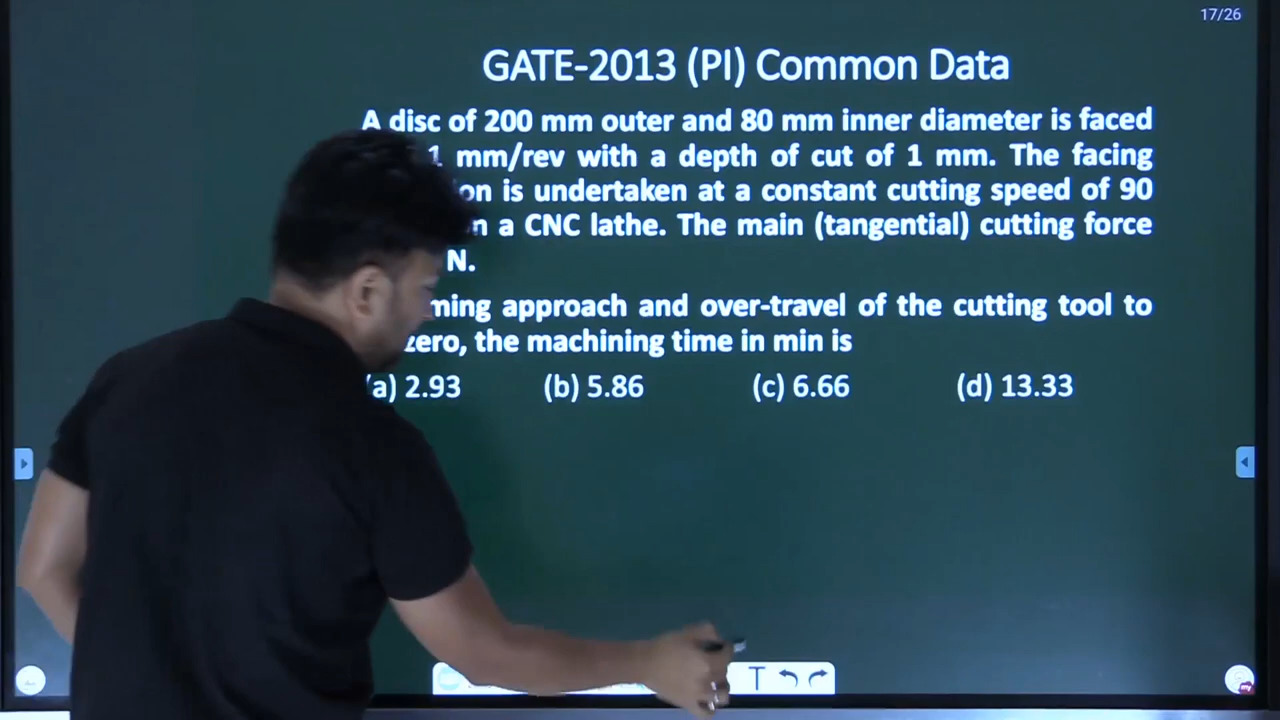 17/26
GATE-2013 (PI) Common Data
A disc of 200 mm outer and 80 mm inner diameter is faced
1 mm/rev with a depth of cut of 1 mm. The facing
is undertaken at a constant cutting speed of 90
a CNC lathe. The main (tangential) cutting force
N.
approach and over-travel of the cutting tool to
zero, the machining time in min is
(a) 2.93 (b) 5.86 (c) 6.66 (d) 13.33
T